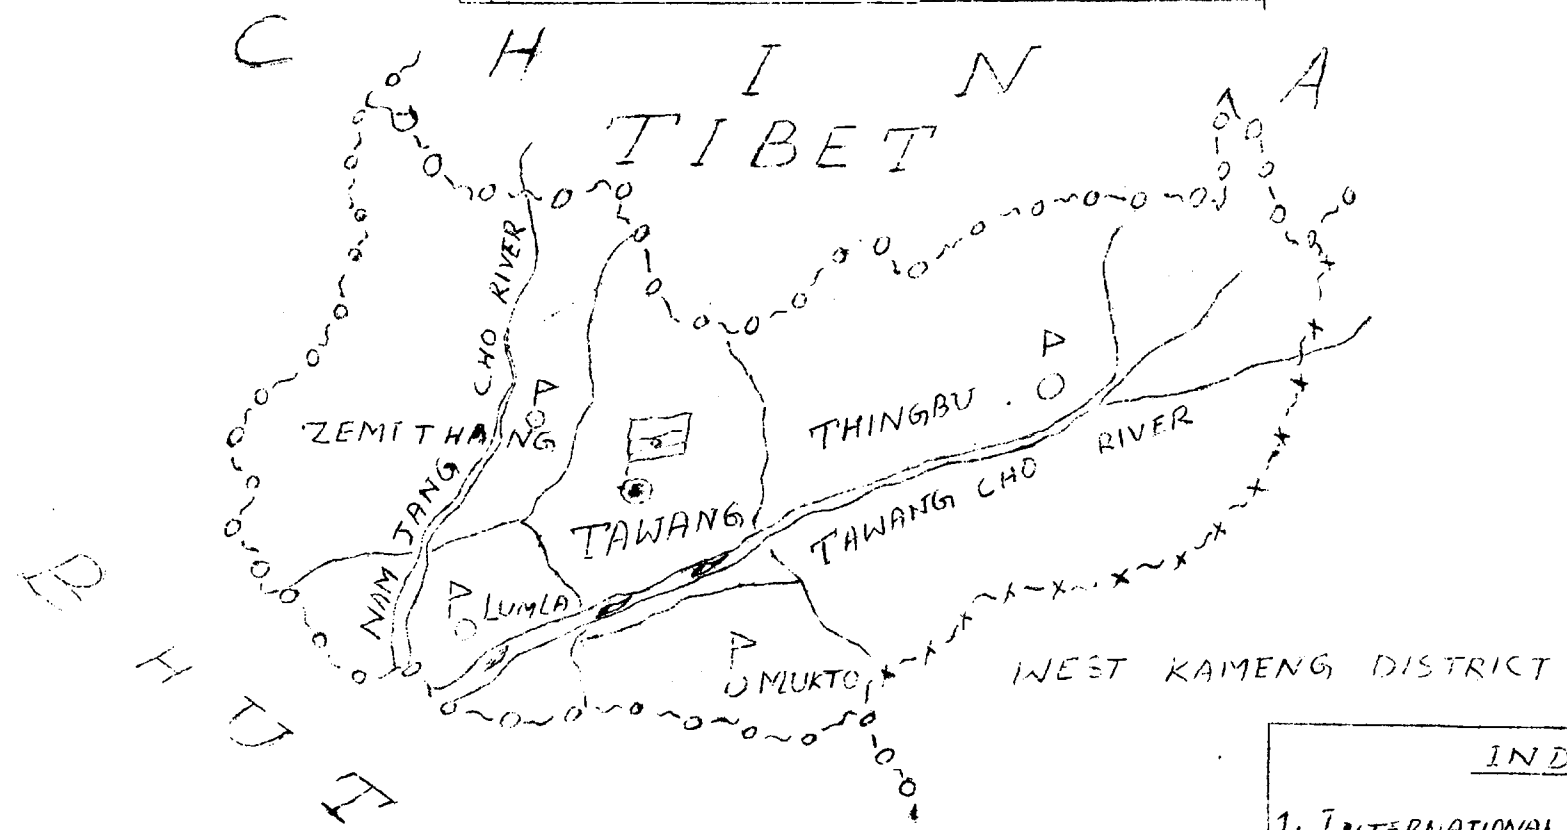 CHINA
TIBET
NAM JANG CHO RIVER
ZEMITHANG
THINGBU
TAWANG
TAWANG CHO RIVER
LUMLA
MUKTO
BHUT
WEST KAMENG DISTRICT
IND
1. INTERNATIONAL